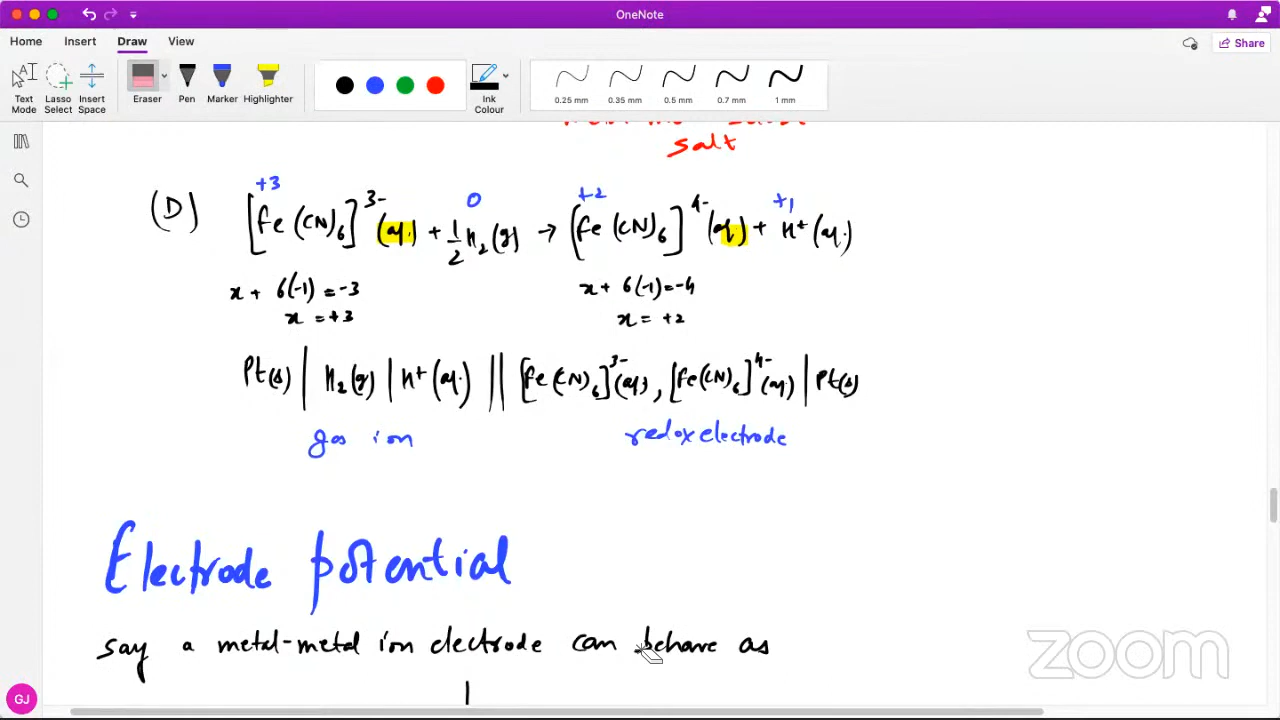 OneNote
Home Insert Draw View
Share
Text Mode
Lasso Select
Insert Space
Eraser
Pen
Marker
Highlighter
Ink Colour
0.25 mm 0.35 mm 0.5 mm 0.7 mm 1 mm
salt
+3 0 +2 +1
(D) [Fe(CN)₆]³⁻(aq.) + 1/2 H₂(g) → [Fe(CN)₆]⁴⁻(aq.) + H⁺(aq.)
x + 6(-1) = -3 x + 6(-1) = -4
x = +3 x = +2
Pt(s) | H₂(g) | H⁺(aq.) || [Fe(CN)₆]³⁻(aq), [Fe(CN)₆]⁴⁻(aq) | Pt(s)
gas ion redox electrode
Electrode potential
say a metal-metal ion electrode can behave as
zoom
GJ